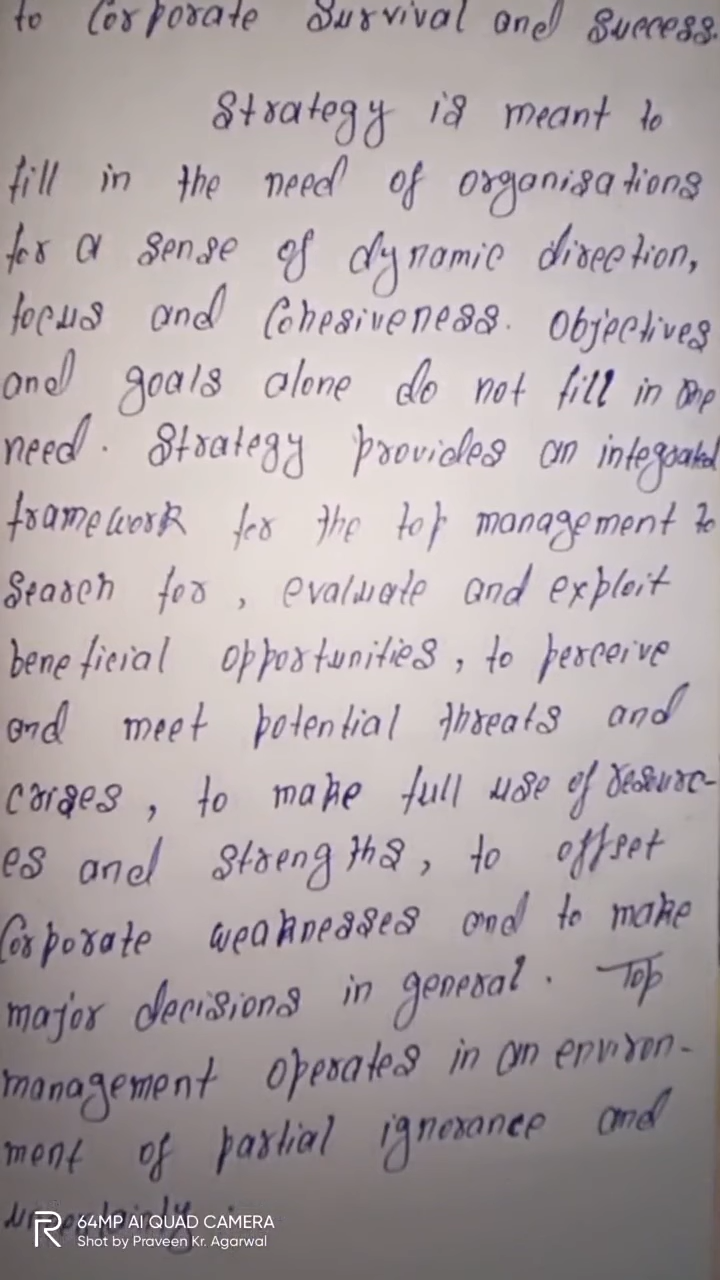 to Corporate Survival and Success.
Strategy is meant to
fill in the need of organisations
for a sense of dynamic direction,
focus and Cohesiveness. Objectives
and goals alone do not fill in the
need. Strategy provides an integrated
framework for the top management to
Search for, evaluate and exploit
beneficial opportunities, to perceive
and meet potential threats and
crises, to make full use of resourc-
es and strengths, to offset
Corporate weaknesses and to make
major decisions in general. Top
management operates in an environ-
ment of partial ignorance and
uncertainty.
64MP AI QUAD CAMERA
Shot by Praveen Kr. Agarwal